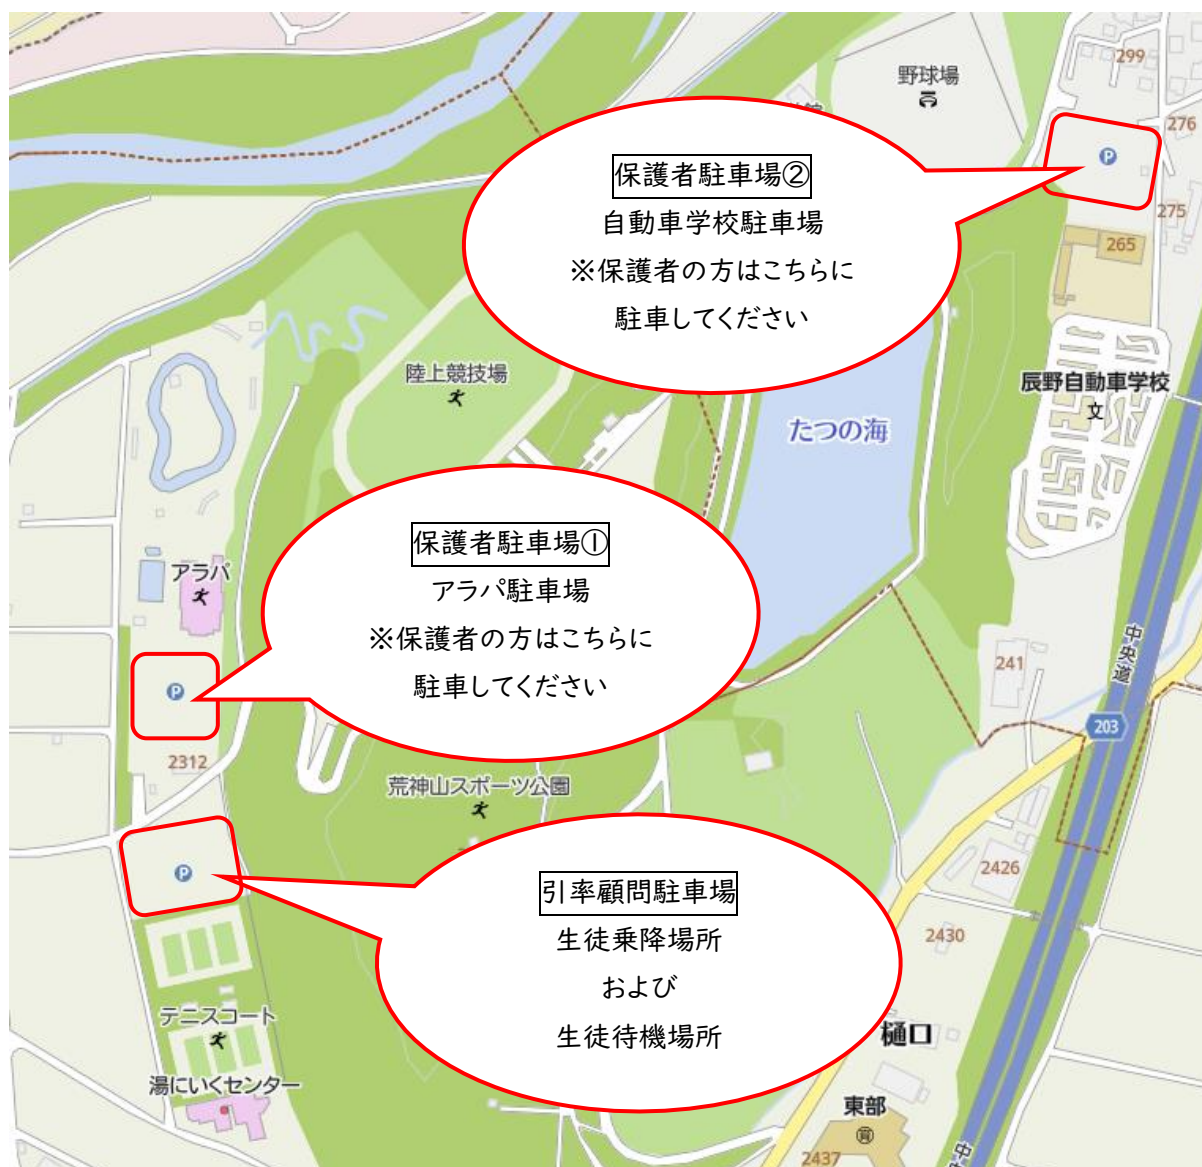 野球場
299
276
保護者駐車場②
自動車学校駐車場
※保護者の方はこちらに
駐車してください
275
265
陸上競技場
辰野自動車学校
たつの海
保護者駐車場①
アラパ駐車場
※保護者の方はこちらに
駐車してください
アラパ
中央道
241
203
2312
荒神山スポーツ公園
引率顧問駐車場
生徒乗降場所
および
生徒待機場所
2426
2430
テニスコート
樋口
湯にいくセンター
東部
2437
中央